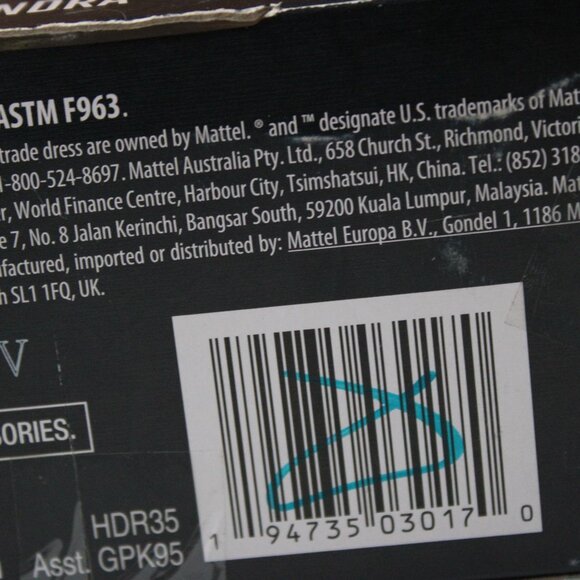 NDRA
ASTM F963.
trade dress are owned by Mattel. ® and ™ designate U.S. trademarks of Matt
1-800-524-8697. Mattel Australia Pty. Ltd., 658 Church St., Richmond, Victori
World Finance Centre, Harbour City, Tsimshatsui, HK, China. Tel.: (852) 318
7, No. 8 Jalan Kerinchi, Bangsar South, 59200 Kuala Lumpur, Malaysia. Mat
ufactured, imported or distributed by: Mattel Europa B.V., Gondel 1, 1186 M
h SL1 1FQ, UK.
V
SORIES.
HDR35
Asst. GPK95
1 94735 03017 0